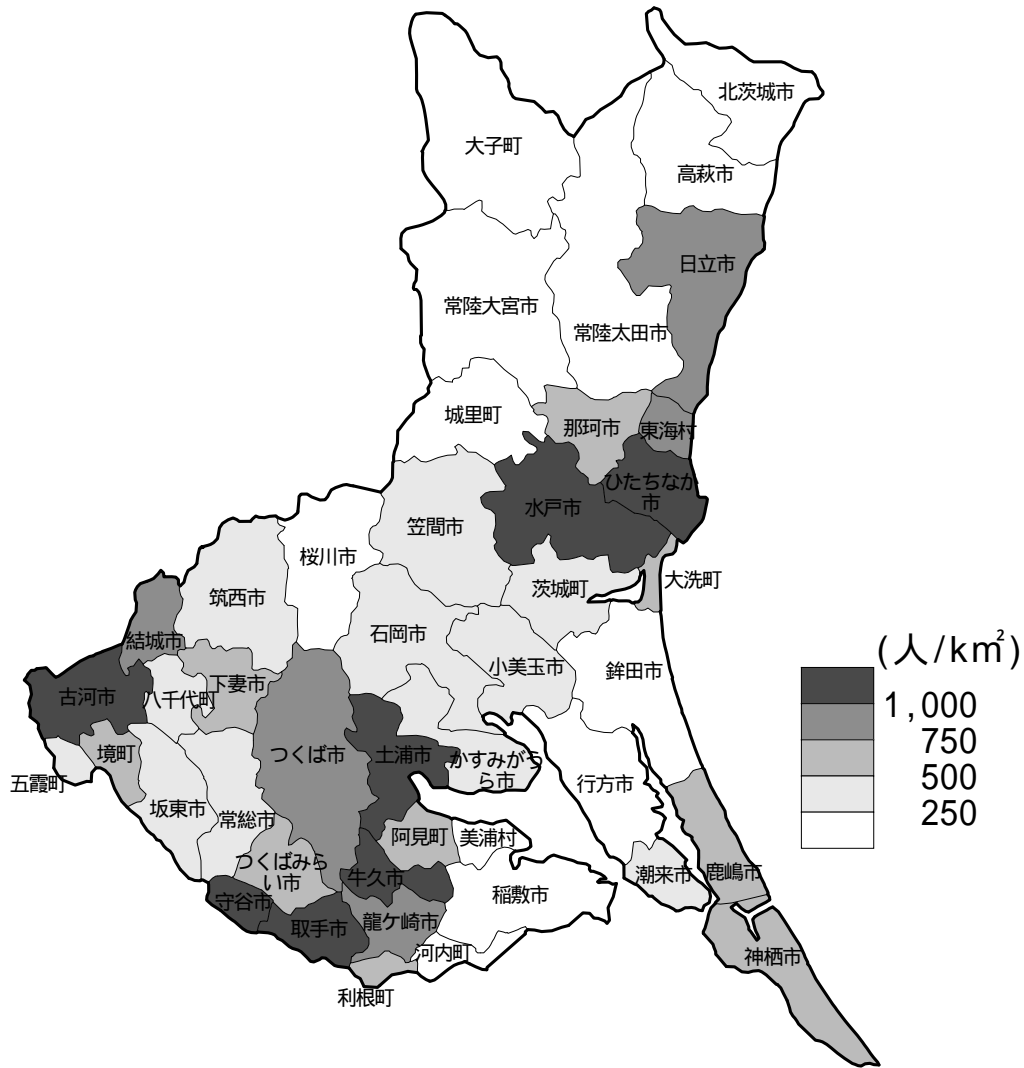 北茨城市
大子町
高萩市
日立市
常陸大宮市
常陸太田市
城里町
那珂市
東海村
ひたちなか
市
水戸市
笠間市
桜川市
茨城町
大洗町
筑西市
石岡市
結城市
小美玉市
鉾田市
下妻市
八千代町
古河市
境町
つくば市
土浦市
かすみがう
ら市
五霞町
坂東市
常総市
行方市
阿見町
美浦村
つくばみら
い市
牛久市
潮来市
鹿嶋市
稲敷市
守谷市
取手市
龍ケ崎市
河内町
神栖市
利根町
(人/k㎡)
1,000
750
500
250